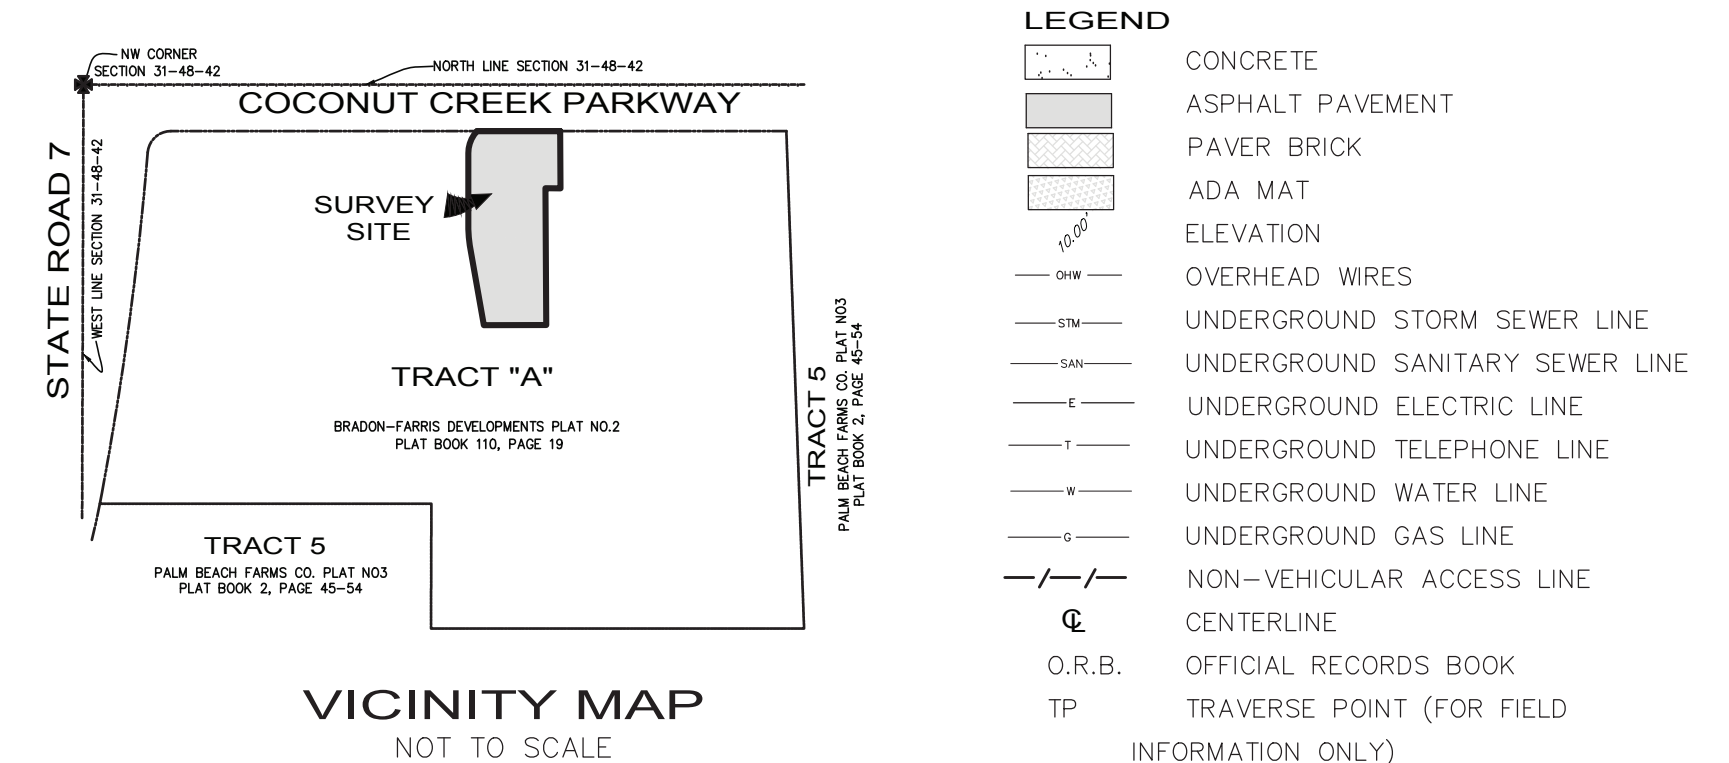 NW CORNER
SECTION 31-48-42
NORTH LINE SECTION 31-48-42
COCONUT CREEK PARKWAY
STATE ROAD 7
WEST LINE SECTION 31-48-42
SURVEY
SITE
TRACT "A"
BRADON-FARRIS DEVELOPMENTS PLAT NO.2
PLAT BOOK 110, PAGE 19
TRACT 5
PALM BEACH FARMS CO. PLAT NO3
PLAT BOOK 2, PAGE 45-54
TRACT 5
PALM BEACH FARMS CO. PLAT NO3
PLAT BOOK 2, PAGE 45-54
VICINITY MAP
NOT TO SCALE
LEGEND
CONCRETE
ASPHALT PAVEMENT
PAVER BRICK
ADA MAT
10.00' ELEVATION
OHW OVERHEAD WIRES
STM UNDERGROUND STORM SEWER LINE
SAN UNDERGROUND SANITARY SEWER LINE
E UNDERGROUND ELECTRIC LINE
T UNDERGROUND TELEPHONE LINE
W UNDERGROUND WATER LINE
G UNDERGROUND GAS LINE
NON-VEHICULAR ACCESS LINE
℄ CENTERLINE
O.R.B. OFFICIAL RECORDS BOOK
TP TRAVERSE POINT (FOR FIELD
INFORMATION ONLY)